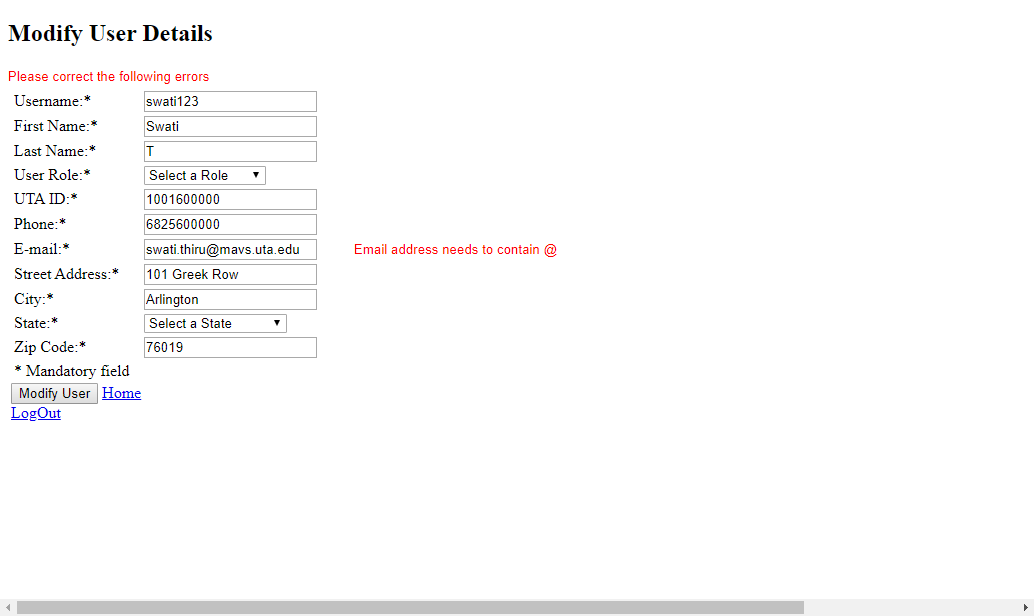 Modify User Details
Please correct the following errors
Username:* swati123
First Name:* Swati
Last Name:* T
User Role:* Select a Role
UTA ID:* 1001600000
Phone:* 6825600000
E-mail:* swati.thiru@mavs.uta.edu Email address needs to contain @
Street Address:* 101 Greek Row
City:* Arlington
State:* Select a State
Zip Code:* 76019
* Mandatory field
Modify User Home
LogOut